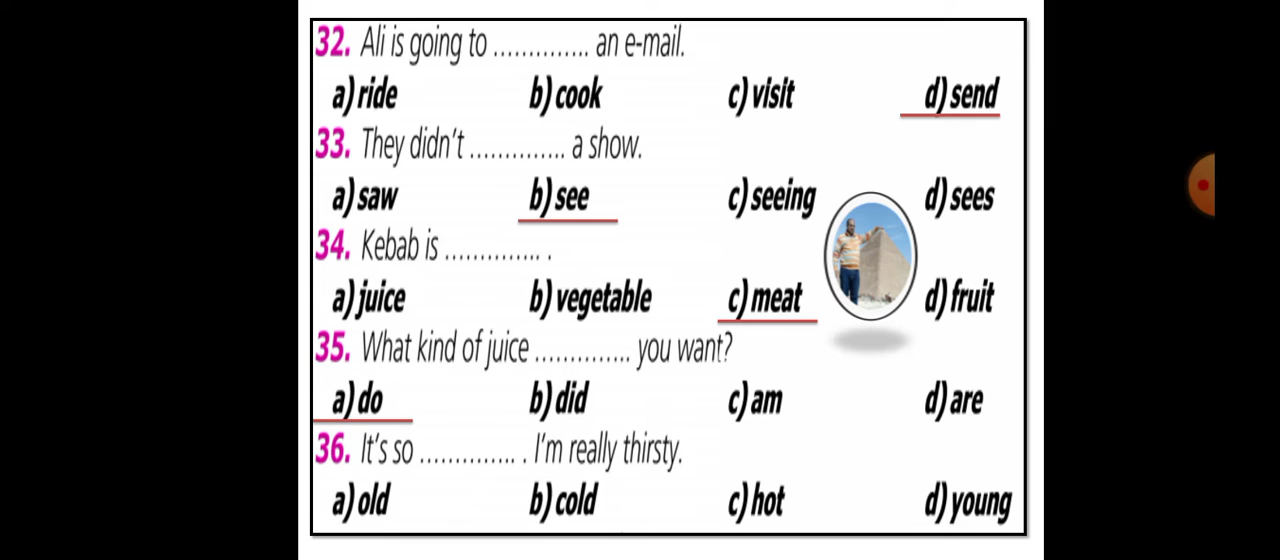 32. Ali is going to .............. an e-mail.
a) ride b) cook c) visit d) send
33. They didn't .............. a show.
a) saw b) see c) seeing d) sees
34. Kebab is .............. .
a) juice b) vegetable c) meat d) fruit
35. What kind of juice .............. you want?
a) do b) did c) am d) are
36. It's so .............. . I'm really thirsty.
a) old b) cold c) hot d) young